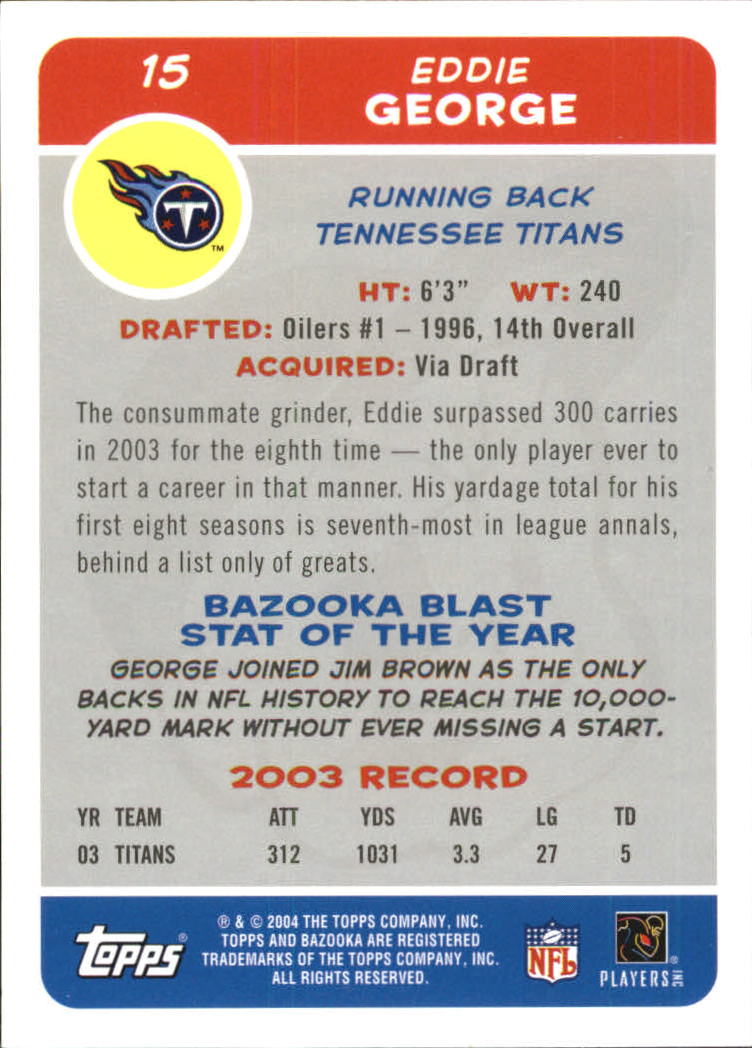 15
EDDIE
GEORGE
T
TM
RUNNING BACK
TENNESSEE TITANS
HT: 6'3" WT: 240
DRAFTED: Oilers #1 – 1996, 14th Overall
ACQUIRED: Via Draft
The consummate grinder, Eddie surpassed 300 carries
in 2003 for the eighth time — the only player ever to
start a career in that manner. His yardage total for his
first eight seasons is seventh-most in league annals,
behind a list only of greats.
BAZOOKA BLAST
STAT OF THE YEAR
GEORGE JOINED JIM BROWN AS THE ONLY
BACKS IN NFL HISTORY TO REACH THE 10,000-
YARD MARK WITHOUT EVER MISSING A START.
2003 RECORD
YR TEAM ATT YDS AVG LG TD
03 TITANS 312 1031 3.3 27 5
topps®
® & © 2004 THE TOPPS COMPANY, INC.
TOPPS AND BAZOOKA ARE REGISTERED
TRADEMARKS OF THE TOPPS COMPANY, INC.
ALL RIGHTS RESERVED.
NFL
®
PLAYERS INC